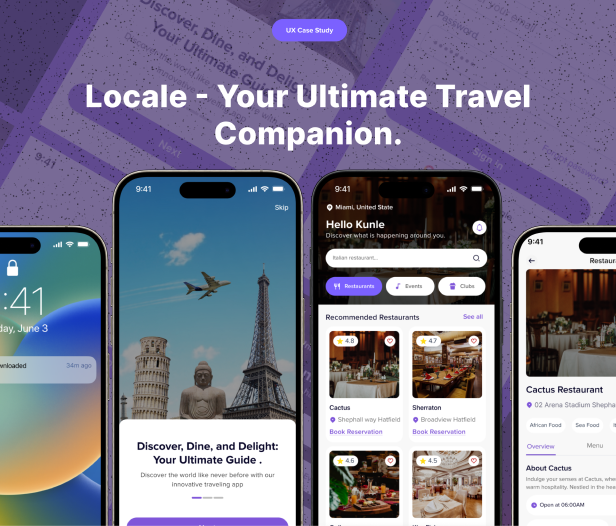 UX Case Study
Locale - Your Ultimate Travel
Companion.
Discover, Dine, and
Your Ultimate Guide
Next
Sign in
9:41
:41
day, June 3
wnloaded
34m ago
9:41
Skip
Discover, Dine, and Delight:
Your Ultimate Guide .
Discover the world like never before with our
innovative traveling app
9:41
Miami, United State
Hello Kunle
Discover what is happening around you.
Italian restaurant...
Restaurants
Events
Clubs
Recommended Restaurants
See all
4.8
4.7
Cactus
Sherraton
Shephall way Hatfield
Broadview Hatfield
Book Reservation
Book Reservation
4.6
4.5
9:41
Restaur
Cactus Restaurant
02 Arena Stadium Shepha
African Food
Sea Food
Overview
Menu
About Cactus
Indulge your senses at Cactus, whe
warm hospitality. Nestled in the hea
Open at 06:00AM